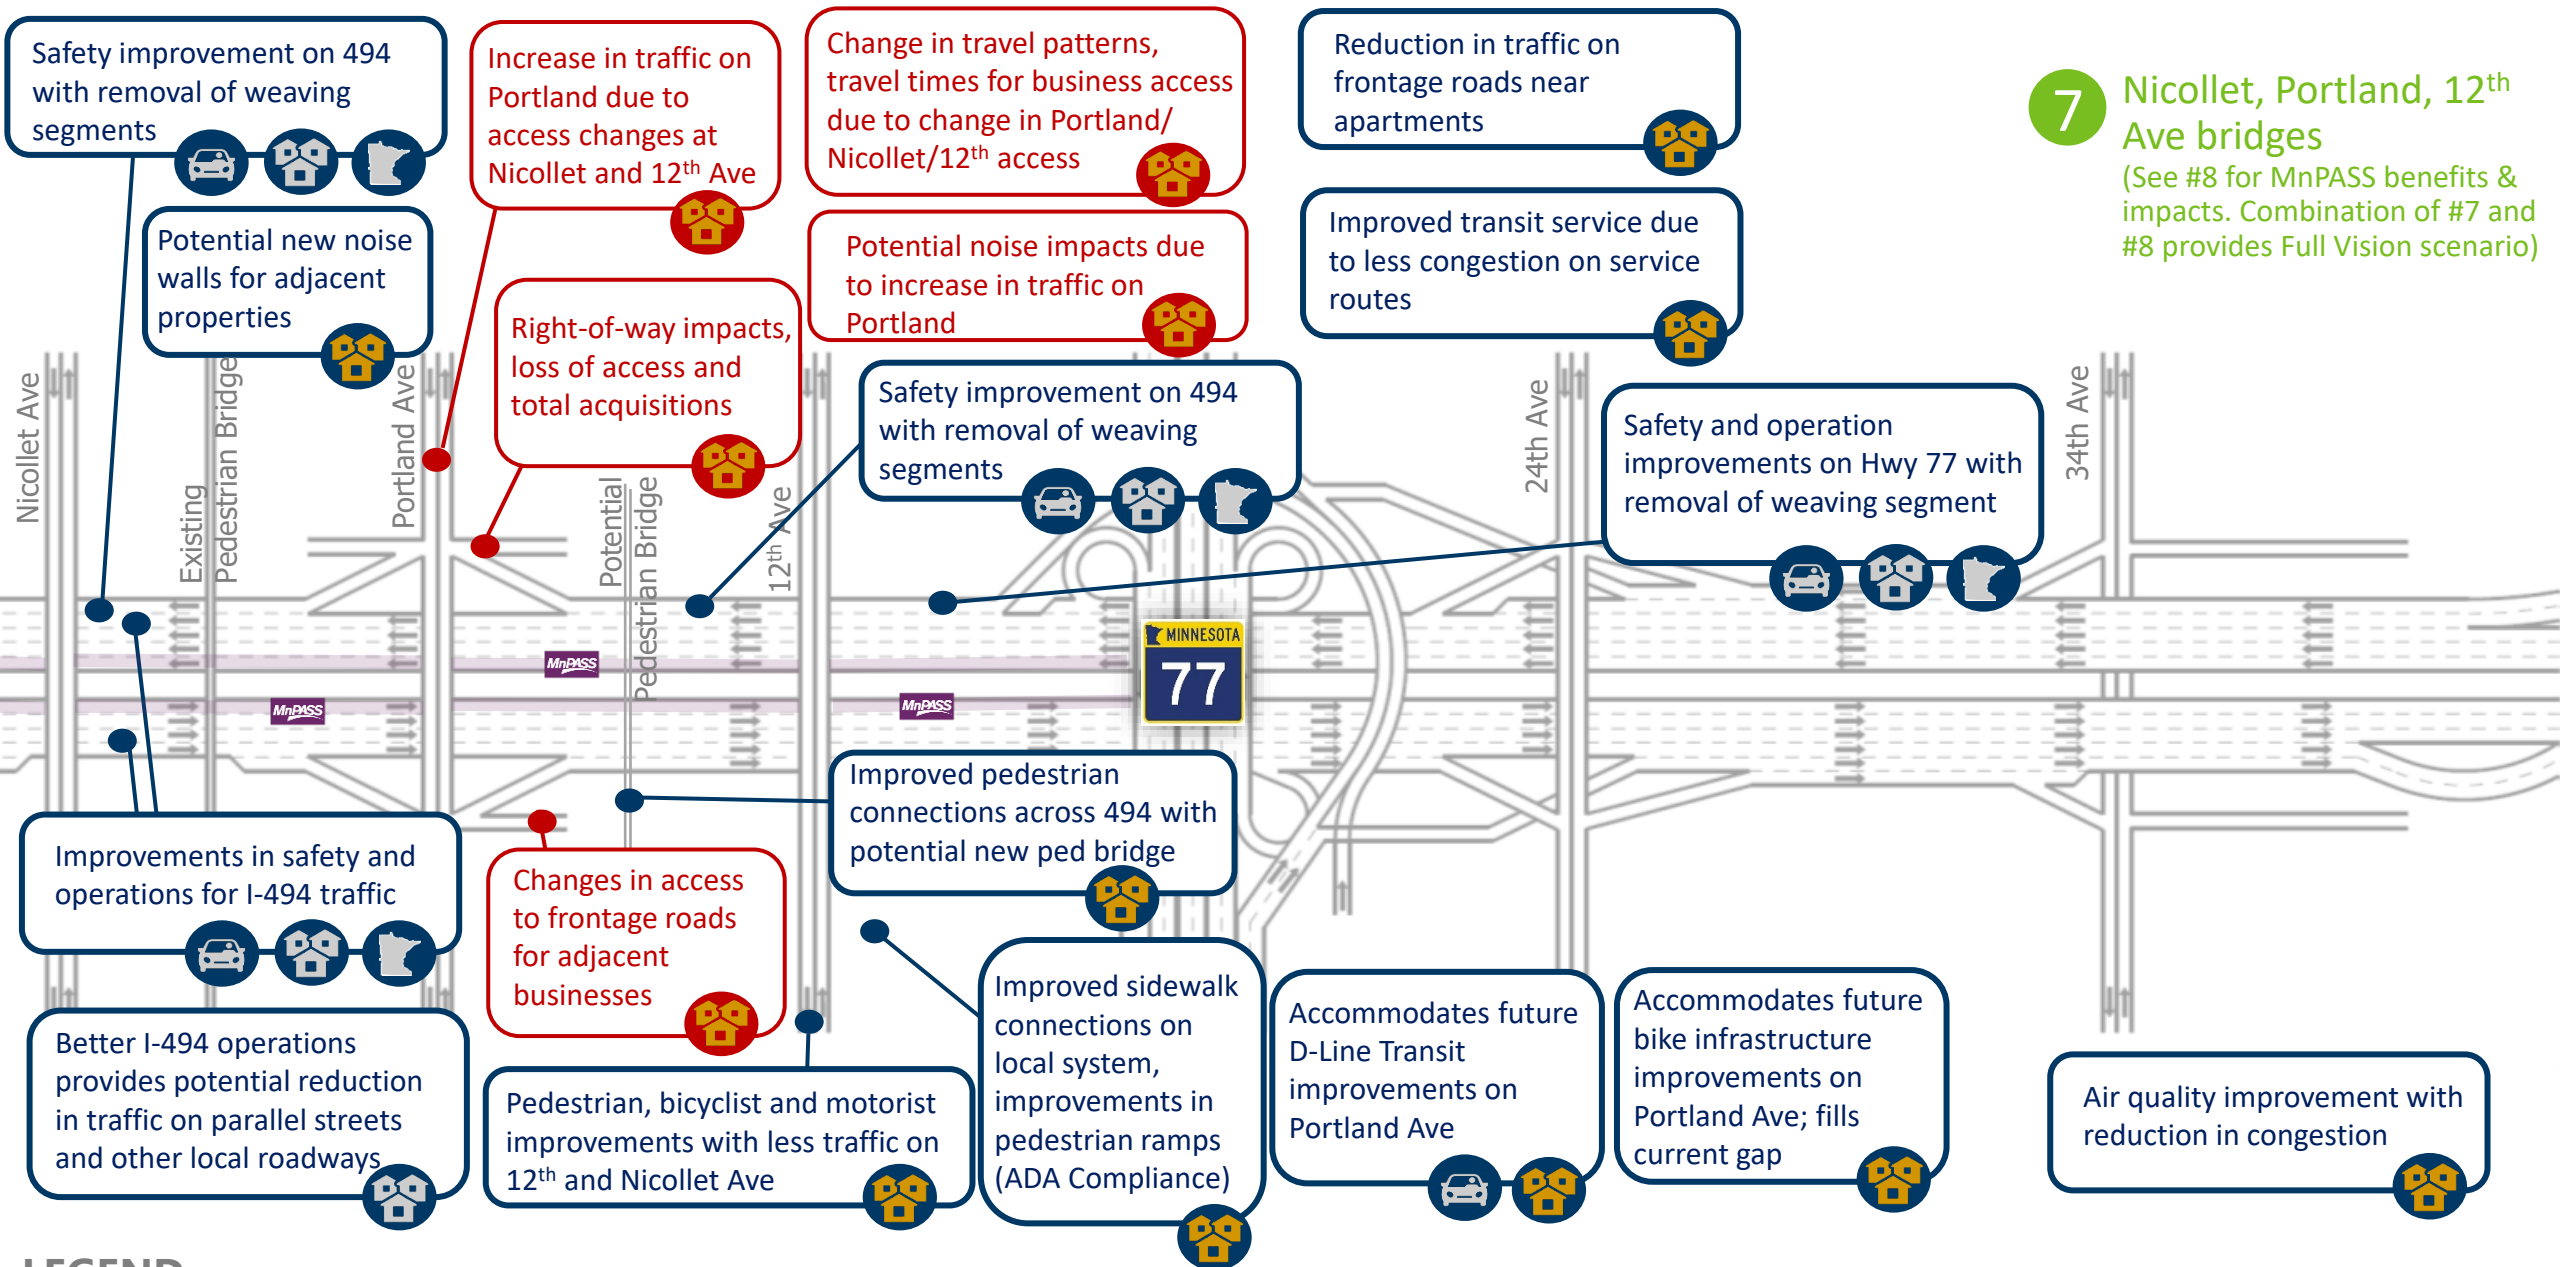 Safety improvement on 494
with removal of weaving
segments
Increase in traffic on
Portland due to
access changes at
Nicollet and 12th Ave
Change in travel patterns,
travel times for business access
due to change in Portland/
Nicollet/12th access
Reduction in traffic on
frontage roads near
apartments
7
Nicollet, Portland, 12th
Ave bridges
(See #8 for MnPASS benefits &
impacts. Combination of #7 and
#8 provides Full Vision scenario)
Potential new noise
walls for adjacent
properties
Potential noise impacts due
to increase in traffic on
Portland
Improved transit service due
to less congestion on service
routes
Right-of-way impacts,
loss of access and
total acquisitions
Safety improvement on 494
with removal of weaving
segments
Safety and operation
improvements on Hwy 77 with
removal of weaving segment
Nicollet Ave
Existing
Pedestrian Bridge
Portland Ave
Potential
Pedestrian Bridge
12th Ave
24th Ave
34th Ave
MnPASS
MnPASS
MnPASS
MINNESOTA
77
Improved pedestrian
connections across 494 with
potential new ped bridge
Improvements in safety and
operations for I-494 traffic
Changes in access
to frontage roads
for adjacent
businesses
Improved sidewalk
connections on
local system,
improvements in
pedestrian ramps
(ADA Compliance)
Accommodates future
D-Line Transit
improvements on
Portland Ave
Accommodates future
bike infrastructure
improvements on
Portland Ave; fills
current gap
Better I-494 operations
provides potential reduction
in traffic on parallel streets
and other local roadways
Pedestrian, bicyclist and motorist
improvements with less traffic on
12th and Nicollet Ave
Air quality improvement with
reduction in congestion
LEGEND